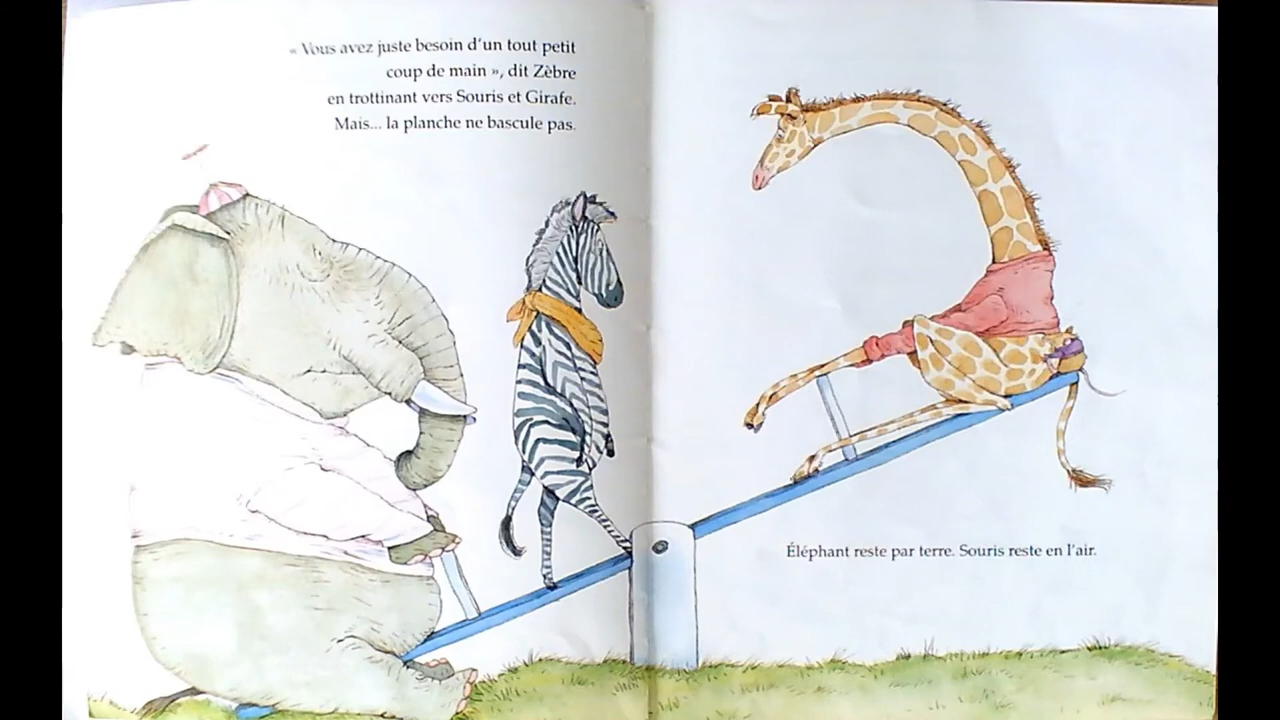 « Vous avez juste besoin d'un tout petit
coup de main », dit Zèbre
en trottinant vers Souris et Girafe.
Mais... la planche ne bascule pas.
Éléphant reste par terre. Souris reste en l'air.